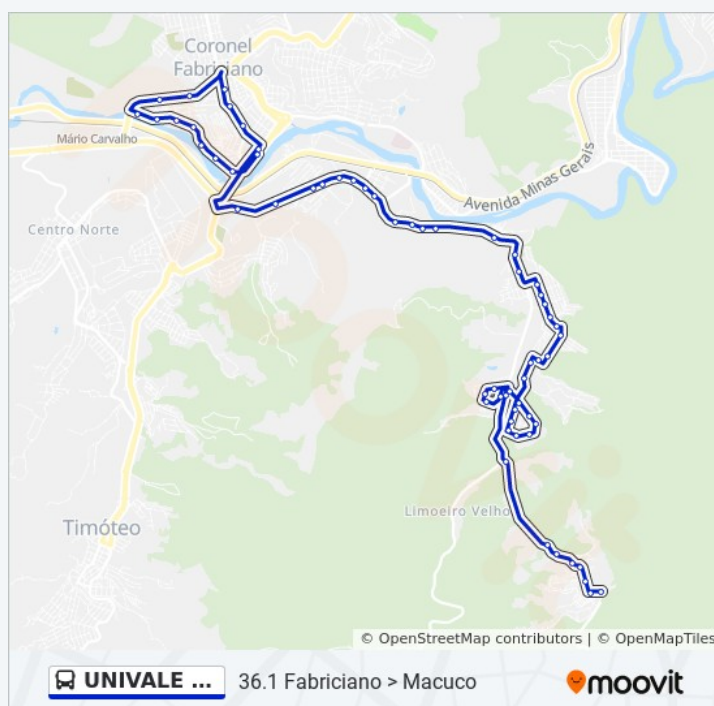 Coronel
Fabriciano
Mário Carvalho
Avenida Minas Gerais
Centro Norte
Limoeiro Velho
Timóteo
© OpenStreetMap contributors | © OpenMapTiles
UNIVALE ...
36.1 Fabriciano > Macuco
moovit